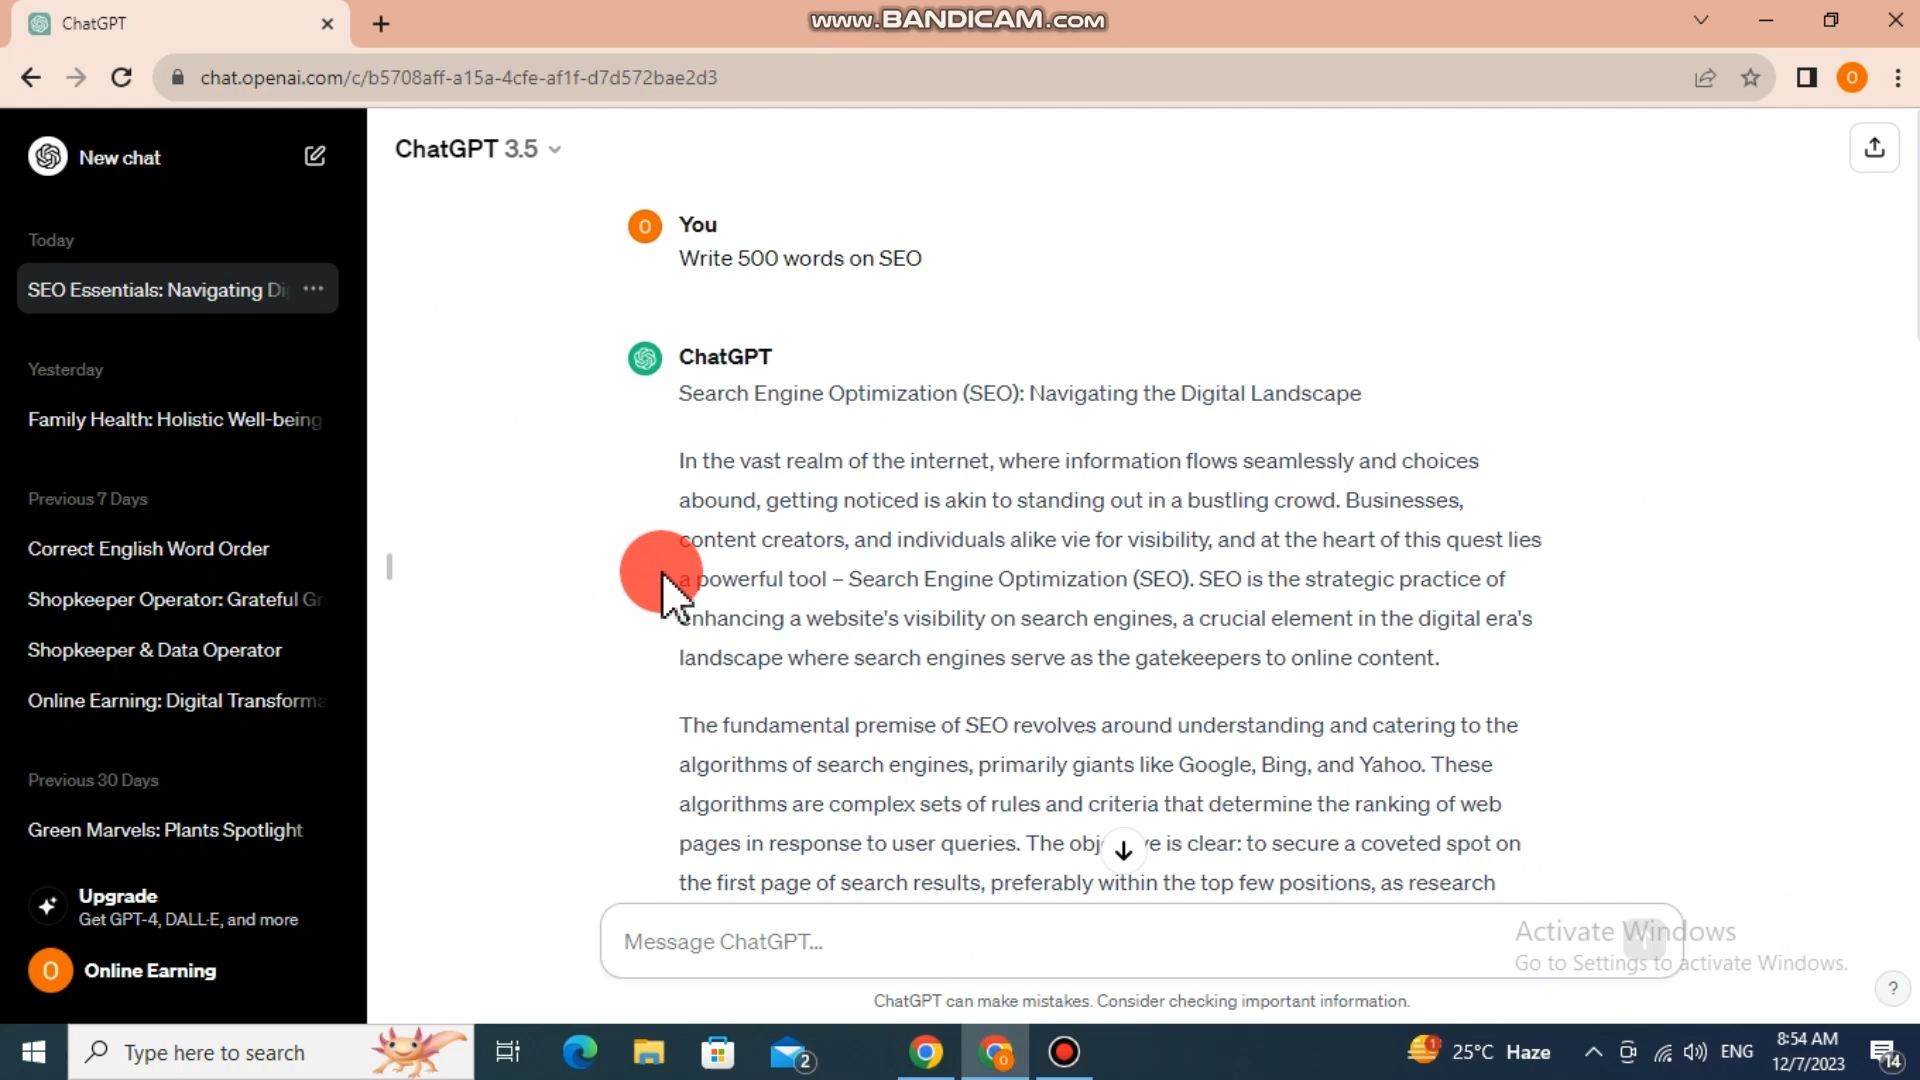 ChatGPT
www.BANDICAM.com
chat.openai.com/c/b5708aff-a15a-4cfe-af1f-d7d572bae2d3
O
New chat
Today
SEO Essentials: Navigating Di
Yesterday
Family Health: Holistic Well-being
Previous 7 Days
Correct English Word Order
Shopkeeper Operator: Grateful Gr
Shopkeeper & Data Operator
Online Earning: Digital Transforma
Previous 30 Days
Green Marvels: Plants Spotlight
Upgrade
Get GPT-4, DALL·E, and more
O
Online Earning
ChatGPT 3.5
O
You
Write 500 words on SEO
ChatGPT
Search Engine Optimization (SEO): Navigating the Digital Landscape
In the vast realm of the internet, where information flows seamlessly and choices
abound, getting noticed is akin to standing out in a bustling crowd. Businesses,
content creators, and individuals alike vie for visibility, and at the heart of this quest lies
a powerful tool – Search Engine Optimization (SEO). SEO is the strategic practice of
enhancing a website's visibility on search engines, a crucial element in the digital era's
landscape where search engines serve as the gatekeepers to online content.
The fundamental premise of SEO revolves around understanding and catering to the
algorithms of search engines, primarily giants like Google, Bing, and Yahoo. These
algorithms are complex sets of rules and criteria that determine the ranking of web
pages in response to user queries. The obj ve is clear: to secure a coveted spot on
the first page of search results, preferably within the top few positions, as research
Message ChatGPT...
Activate Windows
Go to Settings to activate Windows.
ChatGPT can make mistakes. Consider checking important information.
?
Type here to search
2
O
1
25°C Haze
ENG
8:54 AM
12/7/2023
14